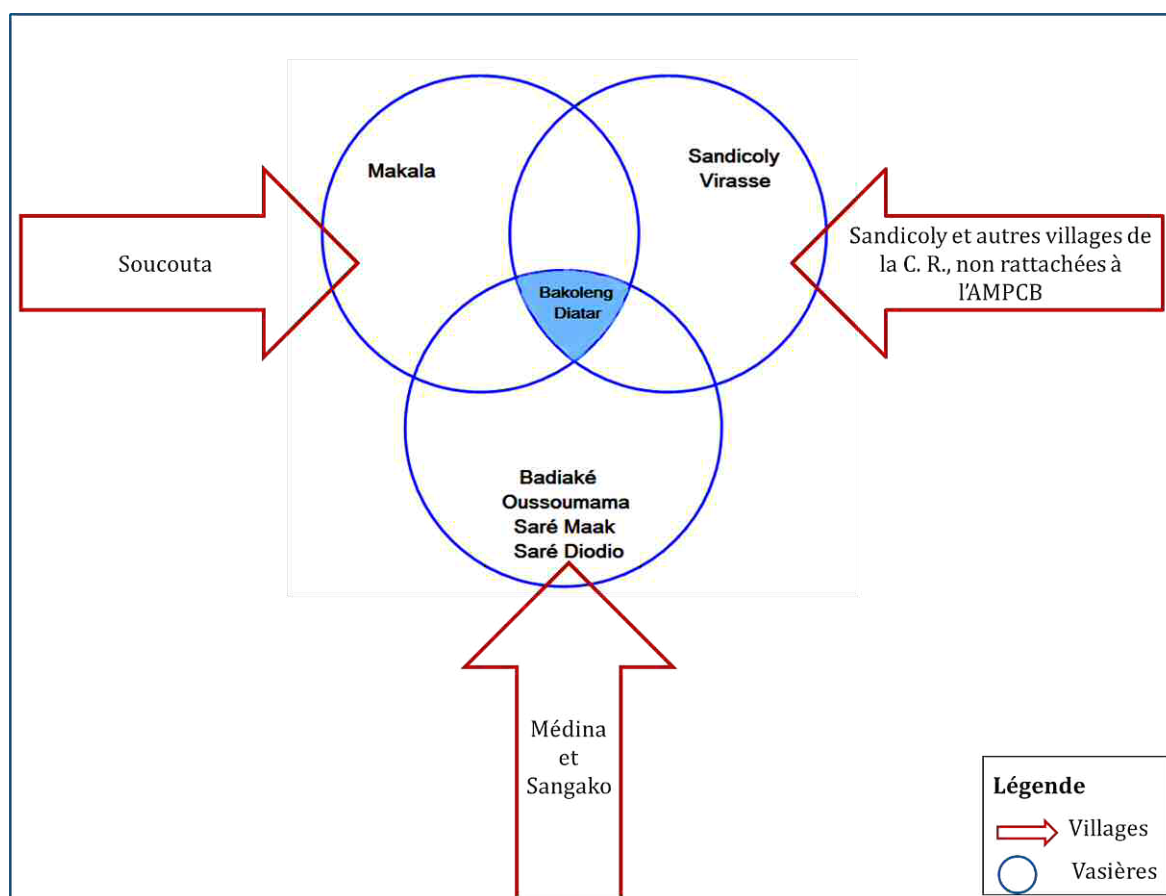 Makala
Sandicoly
Virasse
Soucouta
Sandicoly et autres villages de
la C. R., non rattachées à
l'AMPCB
Bakoleng
Diatar
Badiaké
Oussoumama
Saré Maak
Saré Diodio
Médina
et
Sangako
Légende
Villages
Vasières